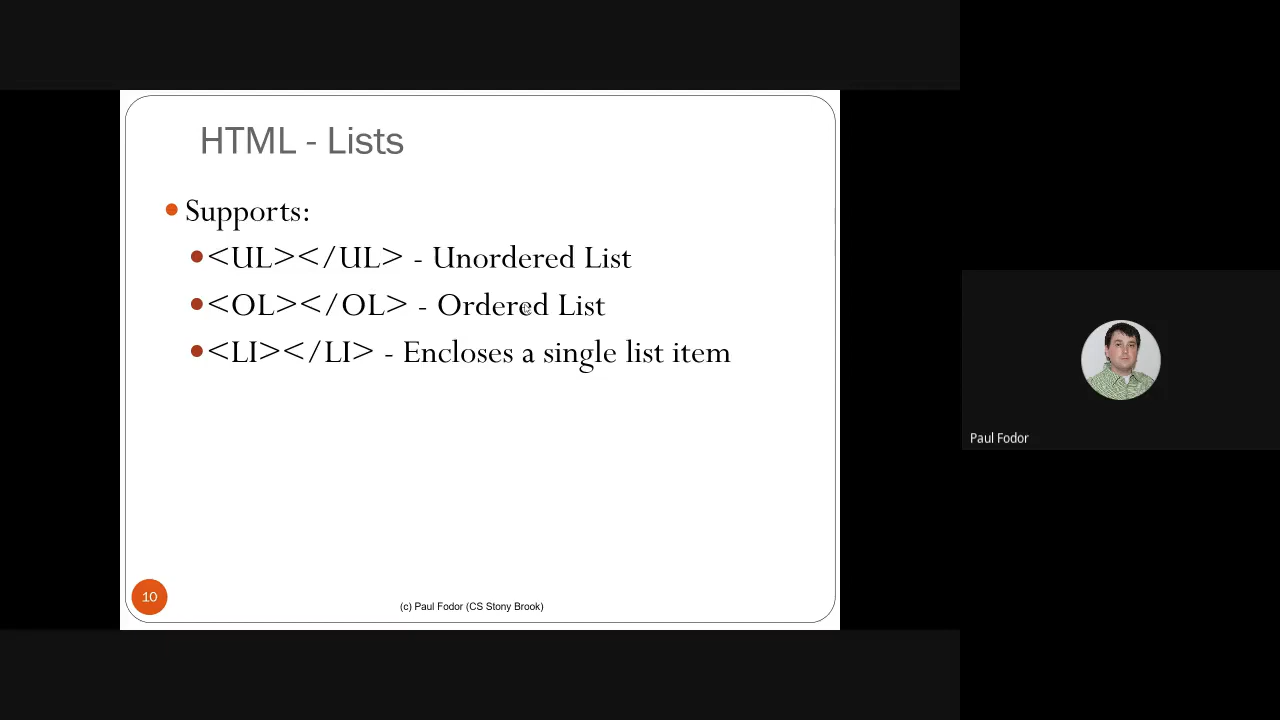 HTML - Lists
Supports:
<UL></UL> - Unordered List
<OL></OL> - Ordered List
<LI></LI> - Encloses a single list item
10
(c) Paul Fodor (CS Stony Brook)
Paul Fodor